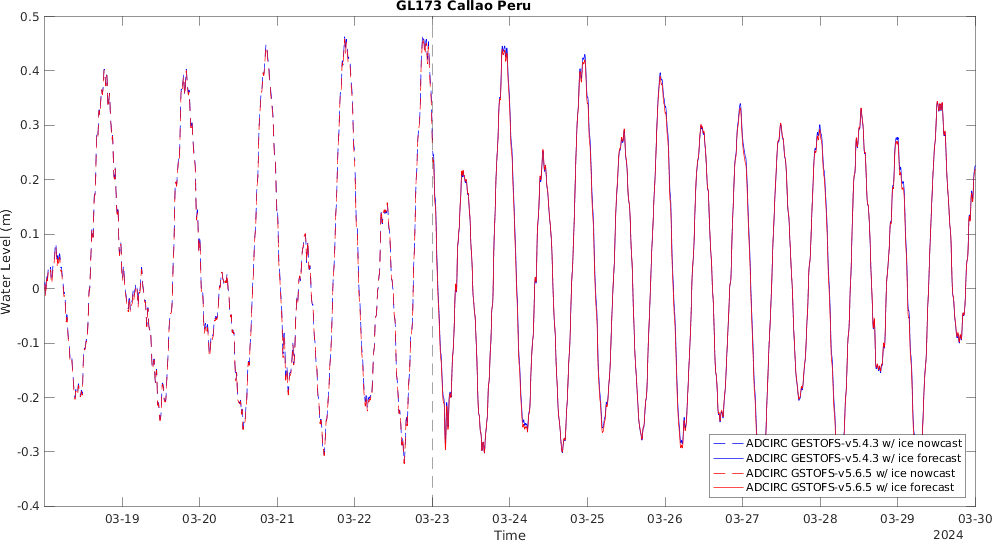 GL173 Callao Peru
Water Level (m)
0.5
0.4
0.3
0.2
0.1
0
-0.1
-0.2
-0.3
-0.4
ADCIRC GESTOFS-v5.4.3 w/ ice nowcast
ADCIRC GESTOFS-v5.4.3 w/ ice forecast
ADCIRC GSTOFS-v5.6.5 w/ ice nowcast
ADCIRC GSTOFS-v5.6.5 w/ ice forecast
03-19 03-20 03-21 03-22 03-23 03-24 03-25 03-26 03-27 03-28 03-29 03-30
Time
2024